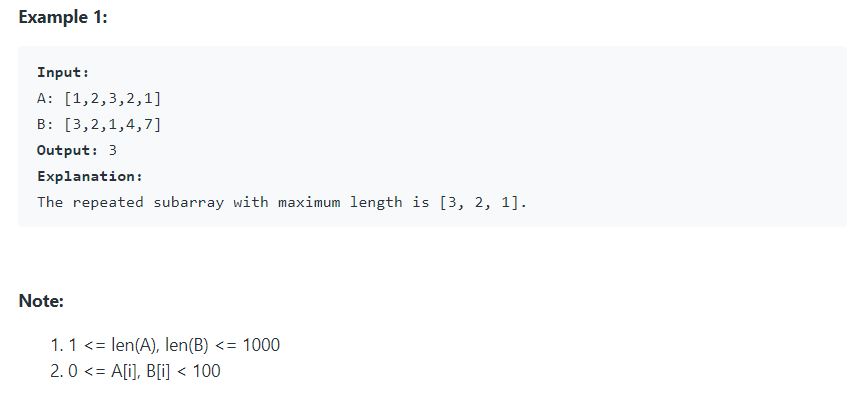 Example 1:
Input:
A: [1,2,3,2,1]
B: [3,2,1,4,7]
Output: 3
Explanation:
The repeated subarray with maximum length is [3, 2, 1].
Note:
1. 1 <= len(A), len(B) <= 1000
2. 0 <= A[i], B[i] < 100